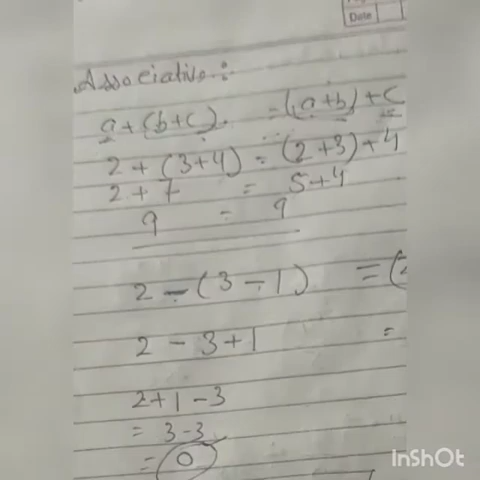 Date
Associative :
a + (b+c) = (a+b) + c
2 + (3+4) = (2+3) + 4
2 + 7 = 5+4
9 = 9
2 - (3 - 1) = (2
2 - 3 + 1 =
2 + 1 - 3
= 3 - 3
= 0
InShOt